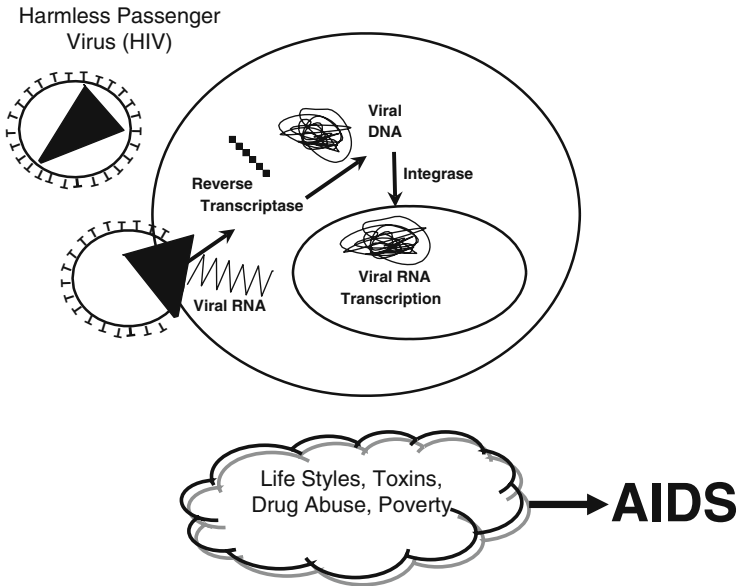 Harmless Passenger
Virus (HIV)
Viral
DNA
Integrase
Reverse
Transcriptase
Viral RNA
Transcription
Viral RNA
Life Styles, Toxins,
Drug Abuse, Poverty
AIDS